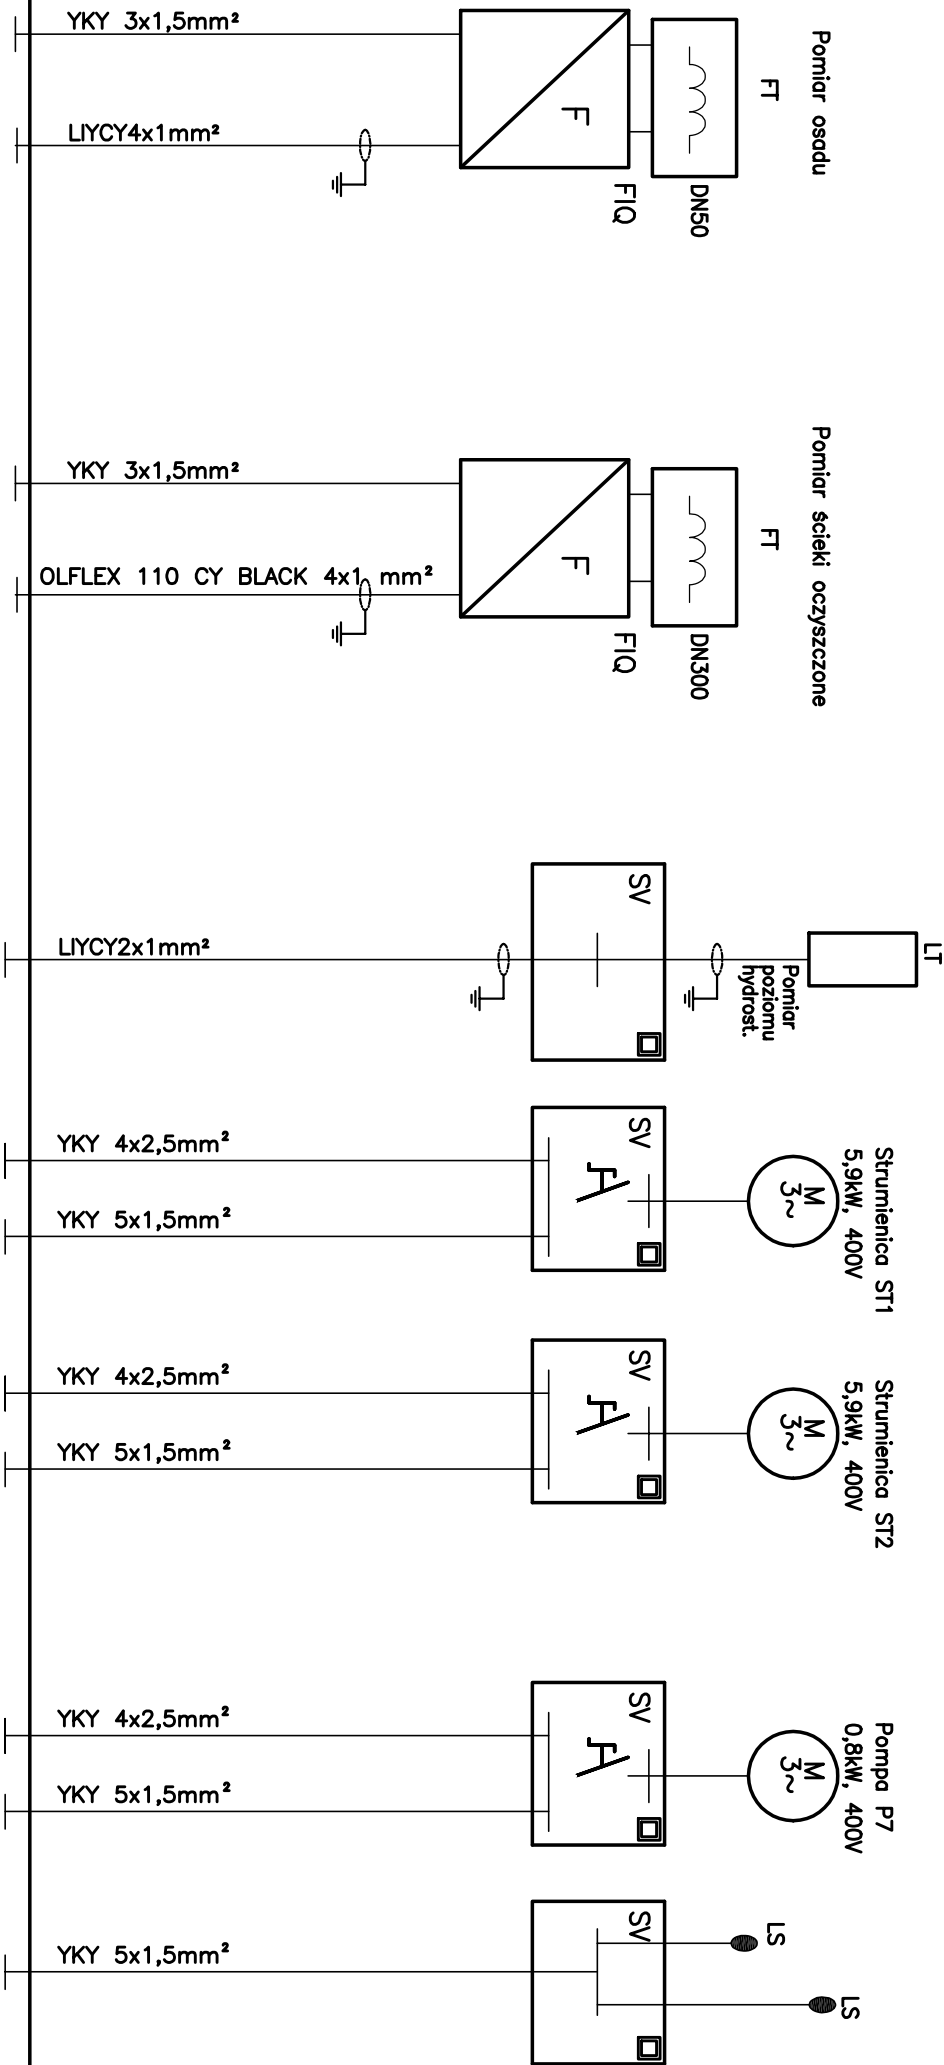 YKY 3x1,5mm²
LIYCY4x1mm²
F
FIQ
DN50
FT
Pomiar osadu
YKY 3x1,5mm²
OLFLEX 110 CY BLACK 4x1 mm²
F
FIQ
DN300
FT
Pomiar ścieki oczyszczone
LIYCY2x1mm²
SV
Pomiar
poziomu
hydrost.
LT
YKY 4x2,5mm²
YKY 5x1,5mm²
SV
M
3~
Strumienica ST1
5,9kW, 400V
YKY 4x2,5mm²
YKY 5x1,5mm²
SV
M
3~
Strumienica ST2
5,9kW, 400V
YKY 4x2,5mm²
YKY 5x1,5mm²
SV
M
3~
Pompa P7
0,8kW, 400V
YKY 5x1,5mm²
SV
LS
LS